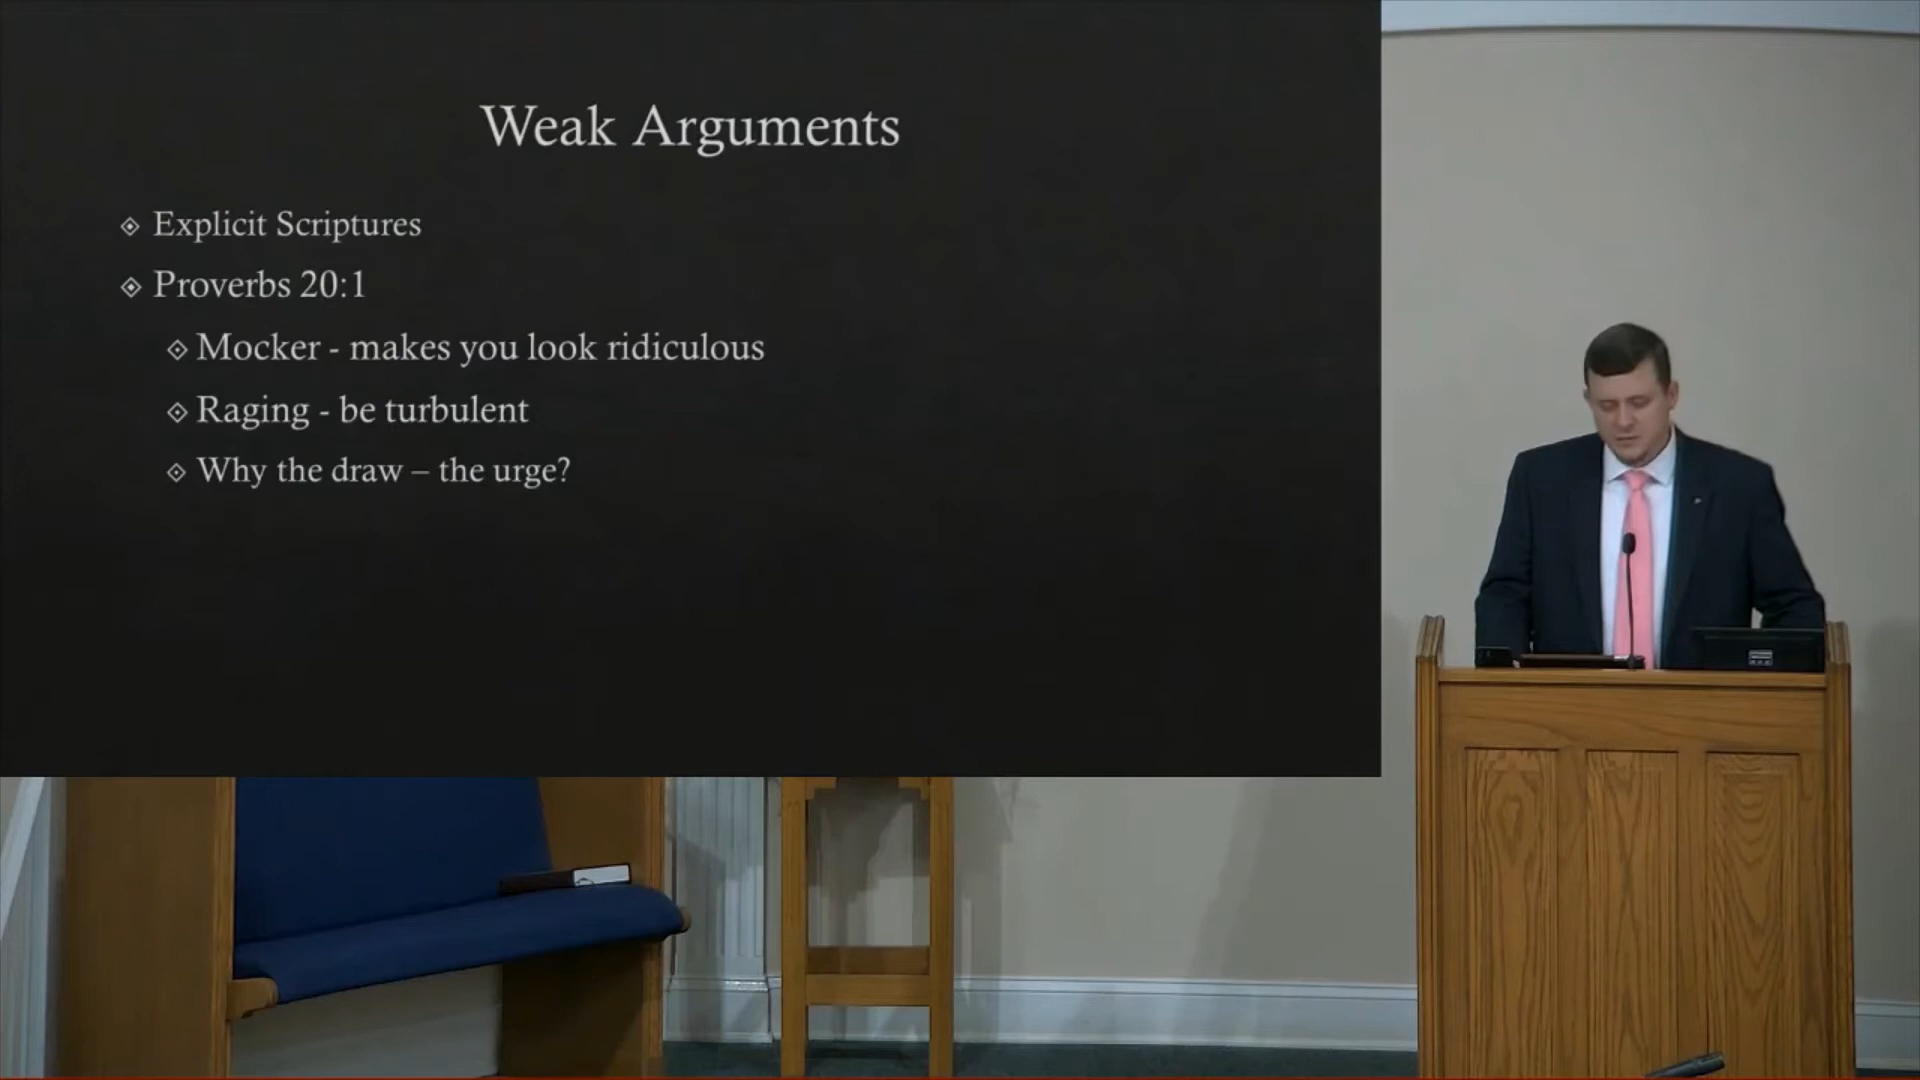 Weak Arguments
Explicit Scriptures
Proverbs 20:1
Mocker - makes you look ridiculous
Raging - be turbulent
Why the draw – the urge?